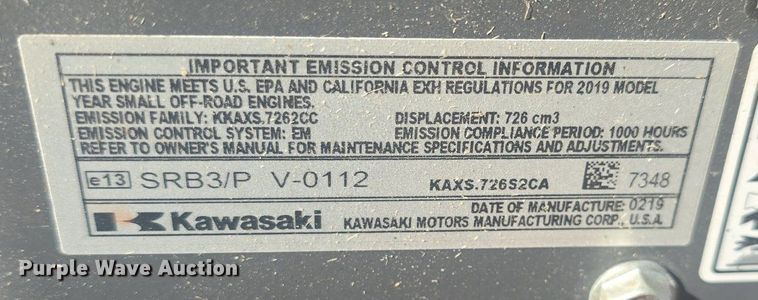 IMPORTANT EMISSION CONTROL INFORMATION
THIS ENGINE MEETS U.S. EPA AND CALIFORNIA EXH REGULATIONS FOR 2019 MODEL
YEAR SMALL OFF-ROAD ENGINES.
EMISSION FAMILY: KKAXS.7262CC DISPLACEMENT: 726 cm3
EMISSION CONTROL SYSTEM: EM EMISSION COMPLIANCE PERIOD: 1000 HOURS
REFER TO OWNER'S MANUAL FOR MAINTENANCE SPECIFICATIONS AND ADJUSTMENTS.
e13 SRB3/P V-0112 KAXS.726S2CA 7348
DATE OF MANUFACTURE: 0219
Kawasaki KAWASAKI MOTORS MANUFACTURING CORP., U.S.A.
Purple Wave Auction